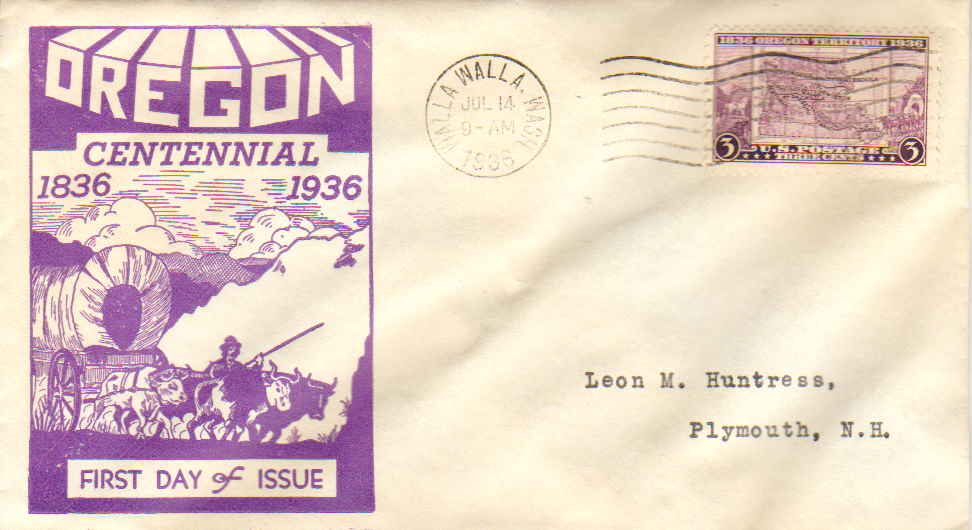 OREGON
CENTENNIAL
1836 1936
FIRST DAY of ISSUE
WALLA WALLA, WASH.
JUL 14
9-AM
1936
1836 OREGON TERRITORY 1936
3 U.S. POSTAGE 3
THREE CENTS
Leon M. Huntress,
Plymouth, N.H.